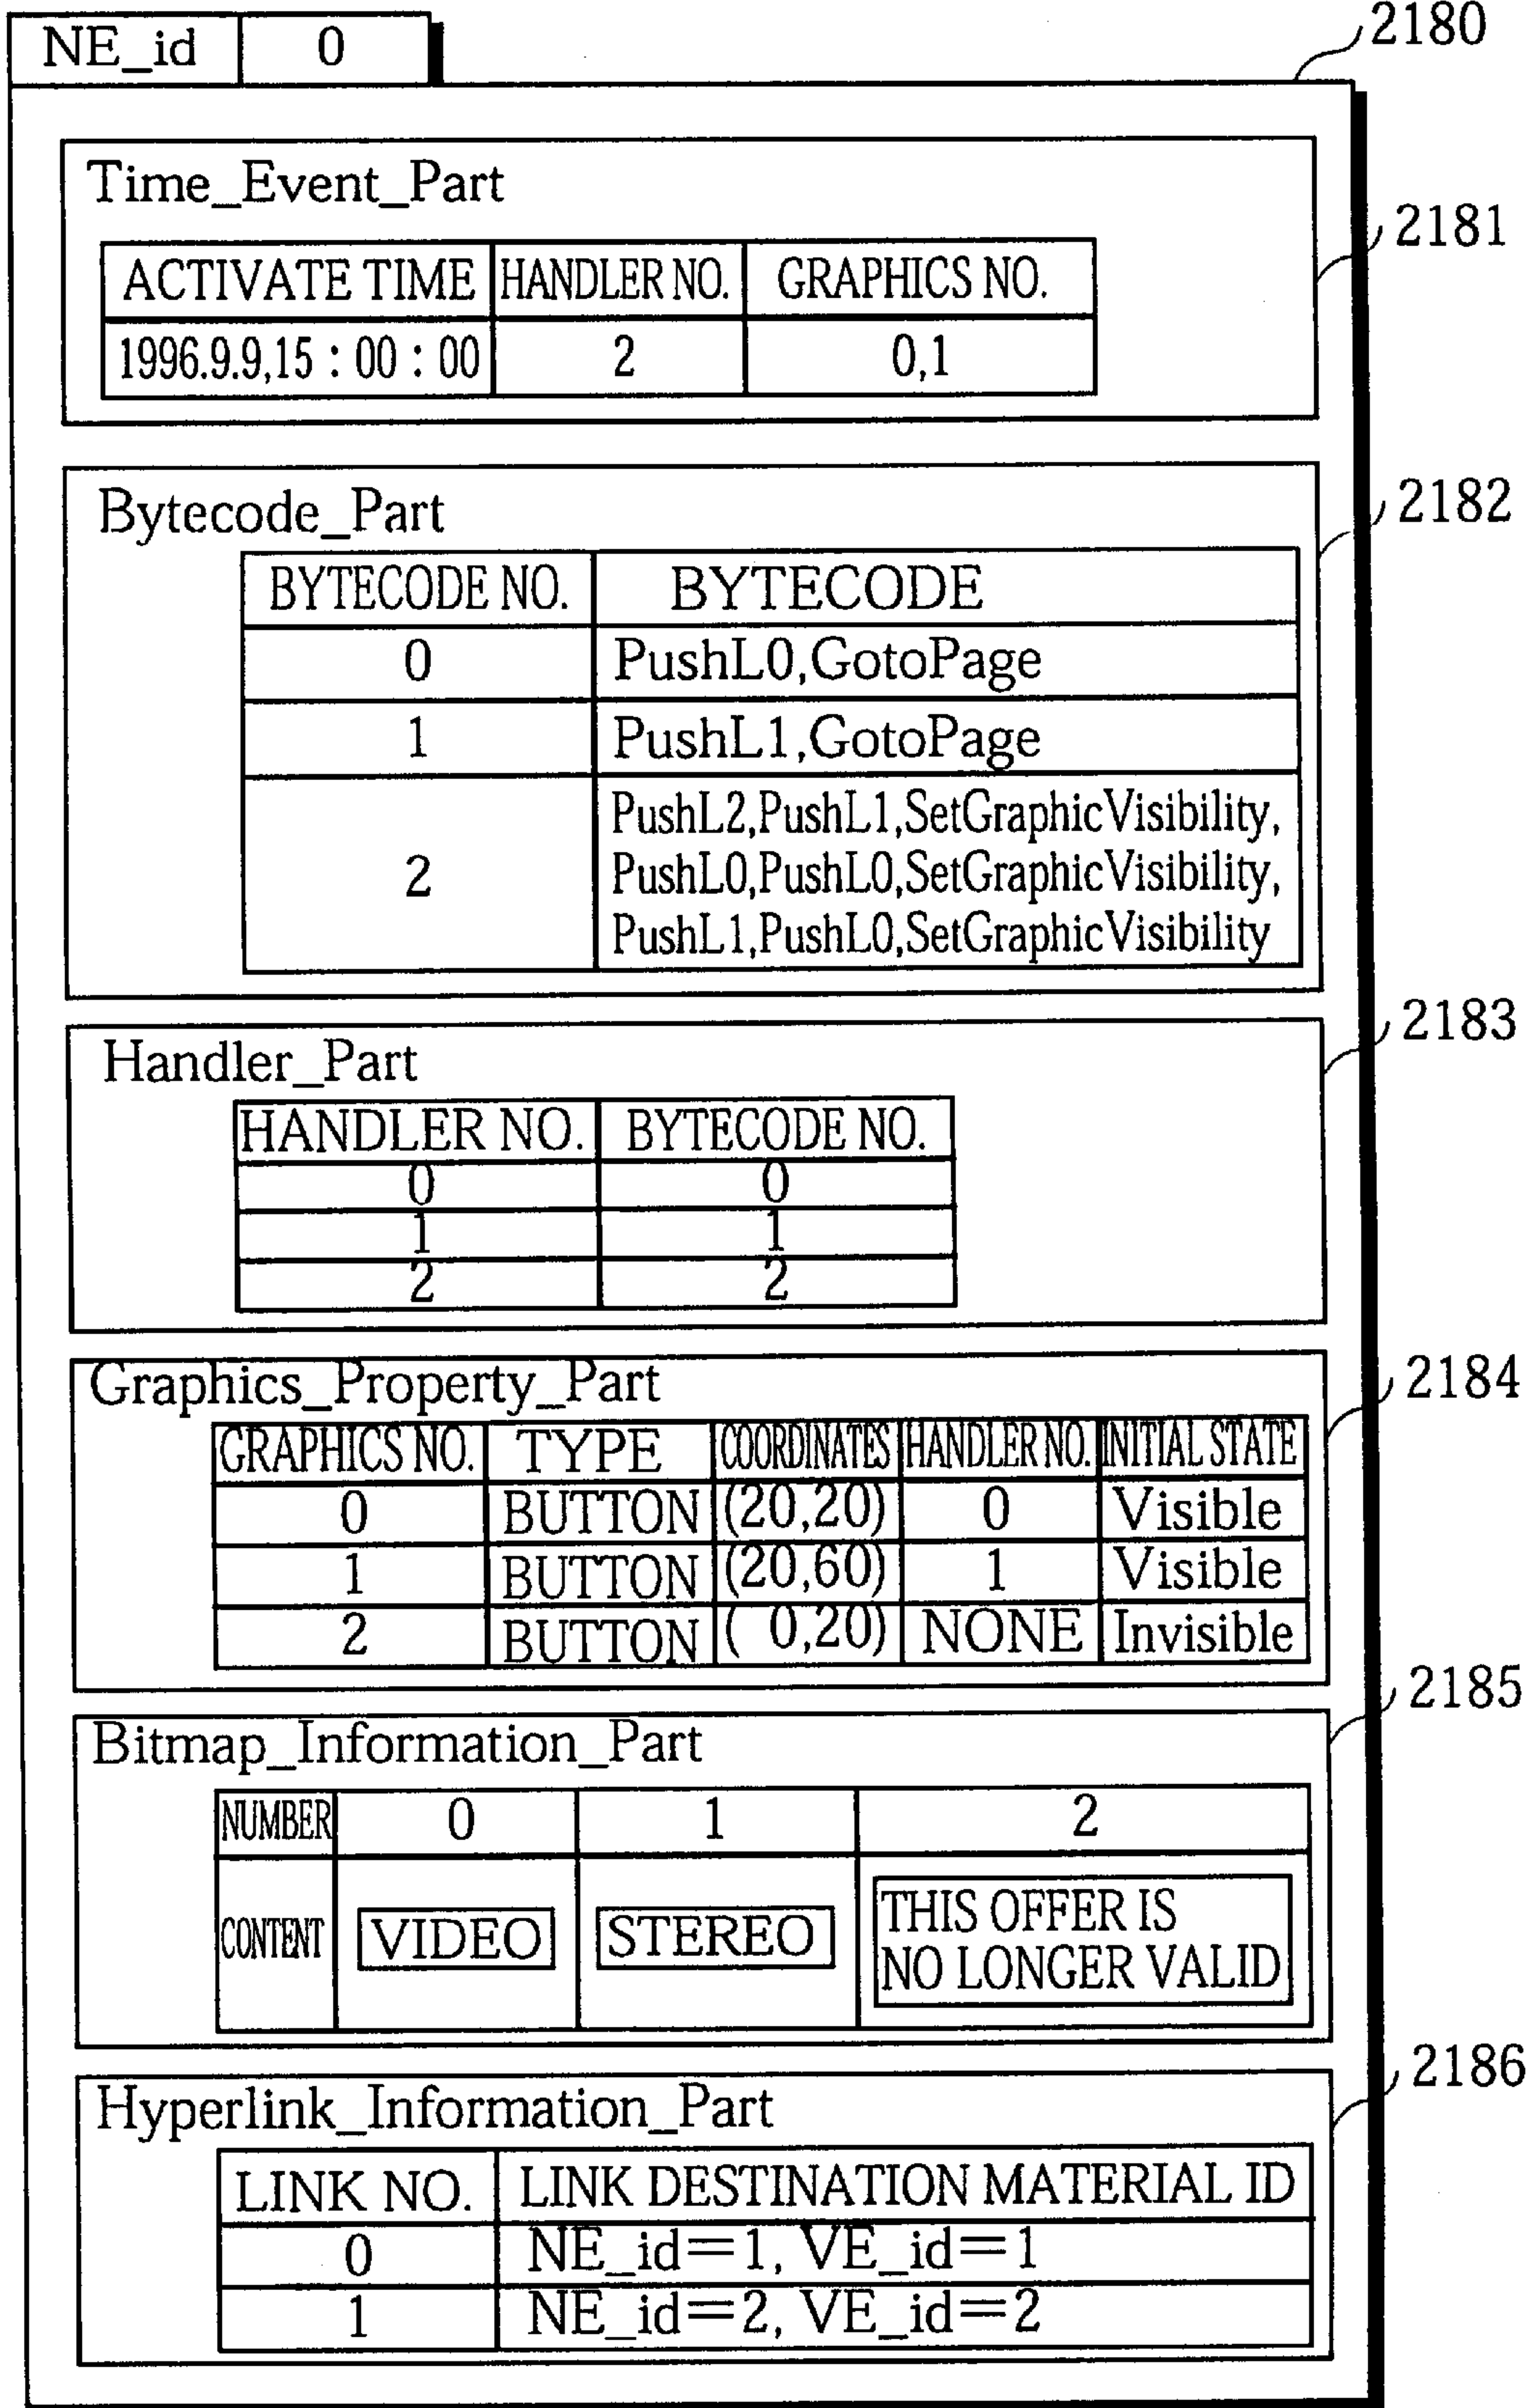 NE_id 0
2180
Time_Event_Part
2181
ACTIVATE TIME HANDLER NO. GRAPHICS NO.
1996.9.9,15 : 00 : 00 2 0,1
2182
Bytecode_Part
BYTECODE NO. BYTECODE
0 PushL0,GotoPage
1 PushL1,GotoPage
2 PushL2,PushL1,SetGraphicVisibility,
PushL0,PushL0,SetGraphicVisibility,
PushL1,PushL0,SetGraphicVisibility
2183
Handler_Part
HANDLER NO. BYTECODE NO.
0 0
1 1
2 2
2184
Graphics_Property_Part
GRAPHICS NO. TYPE COORDINATES HANDLER NO. INITIAL STATE
0 BUTTON (20,20) 0 Visible
1 BUTTON (20,60) 1 Visible
2 BUTTON ( 0,20) NONE Invisible
2185
Bitmap_Information_Part
NUMBER 0 1 2
CONTENT VIDEO STEREO THIS OFFER IS
NO LONGER VALID
2186
Hyperlink_Information_Part
LINK NO. LINK DESTINATION MATERIAL ID
0 NE_id=1, VE_id=1
1 NE_id=2, VE_id=2